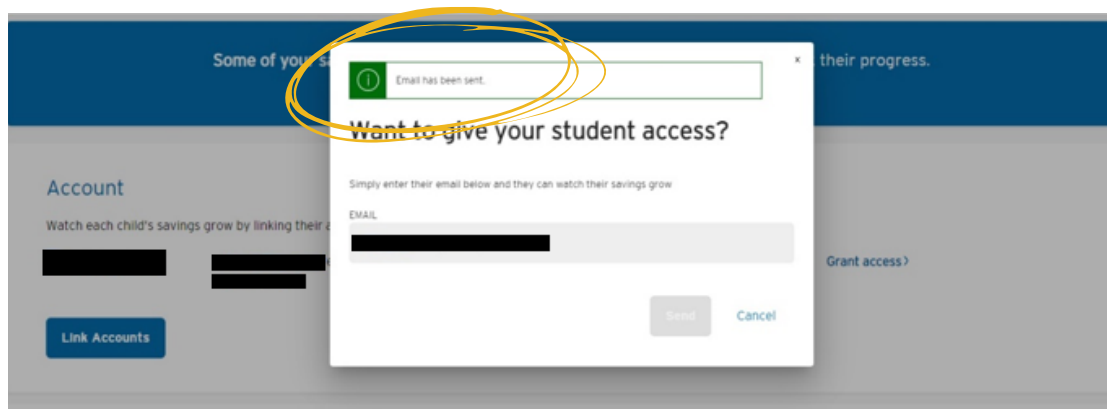 Some of your sa
their progress.
x
Email has been sent.
Want to give your student access?
Account
Simply enter their email below and they can watch their savings grow
Watch each child's savings grow by linking their a
EMAIL
Grant access>
Send
Cancel
Link Accounts